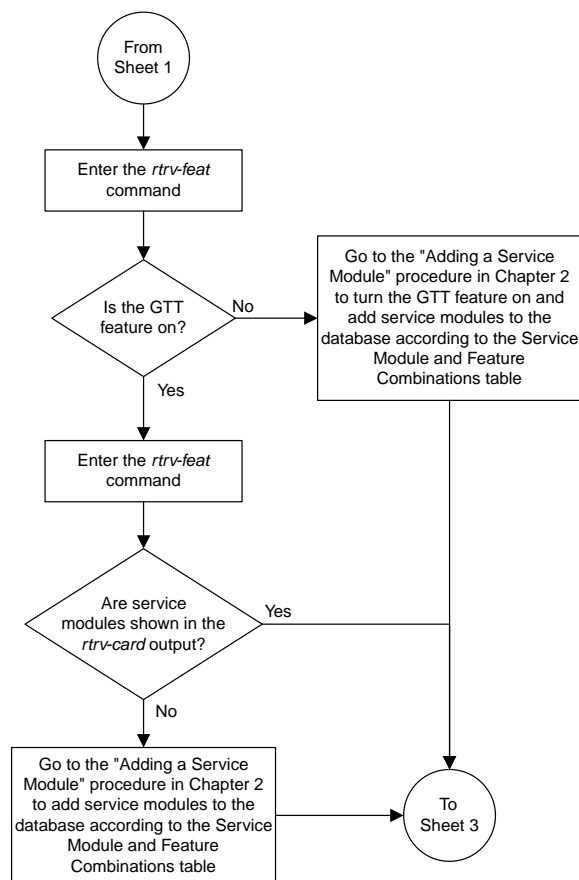 From
Sheet 1
Enter the rtrv-feat
command
Is the GTT
feature on?
No
Go to the "Adding a Service
Module" procedure in Chapter 2
to turn the GTT feature on and
add service modules to the
database according to the Service
Module and Feature
Combinations table
Yes
Enter the rtrv-feat
command
Are service
modules shown in the
rtrv-card output?
Yes
No
Go to the "Adding a Service
Module" procedure in Chapter 2
to add service modules to the
database according to the Service
Module and Feature
Combinations table
To
Sheet 3